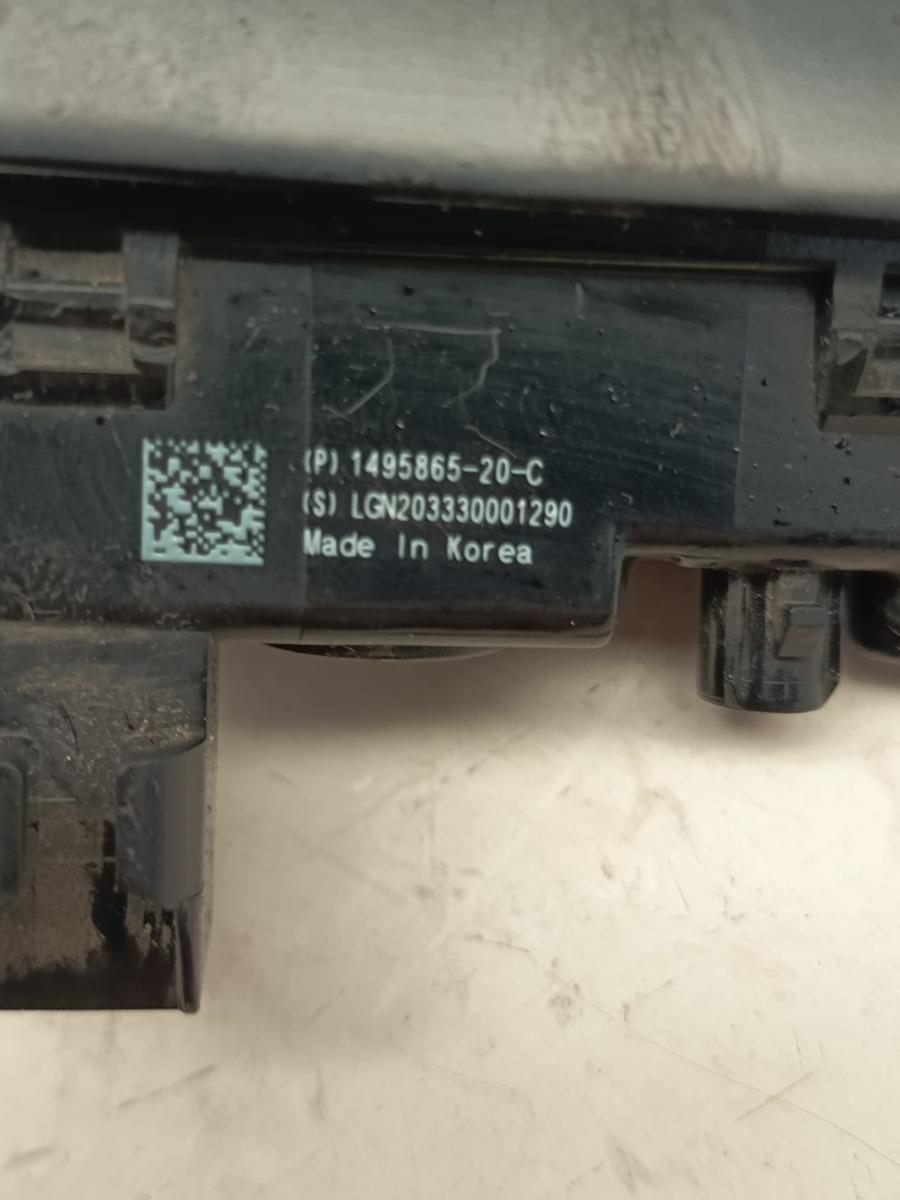 (P) 1495865-20-C
(S) LGN203330001290
Made In Korea